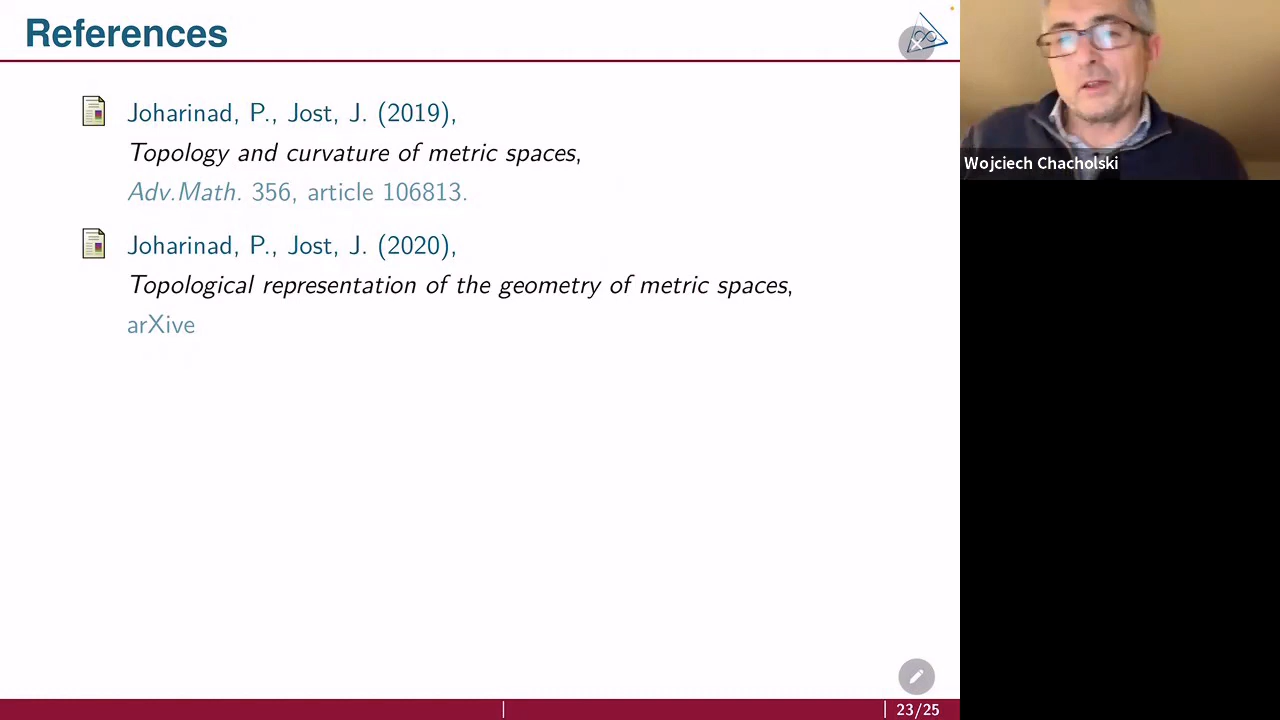 References
Joharinad, P., Jost, J. (2019),
Topology and curvature of metric spaces,
Adv.Math. 356, article 106813.
Joharinad, P., Jost, J. (2020),
Topological representation of the geometry of metric spaces,
arXive
23/25
Wojciech Chacholski